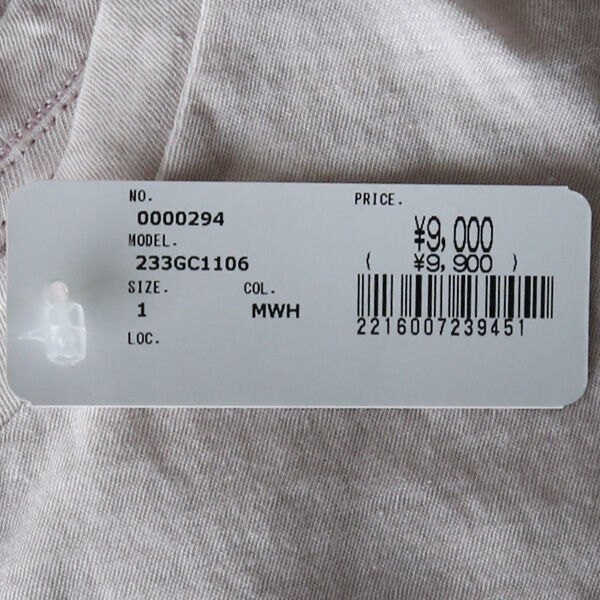 NO.
0000294
MODEL.
233GC1106
SIZE.
COL.
1
MWH
LOC.
PRICE.
¥9,000
( ¥9,900 )
2216007239451